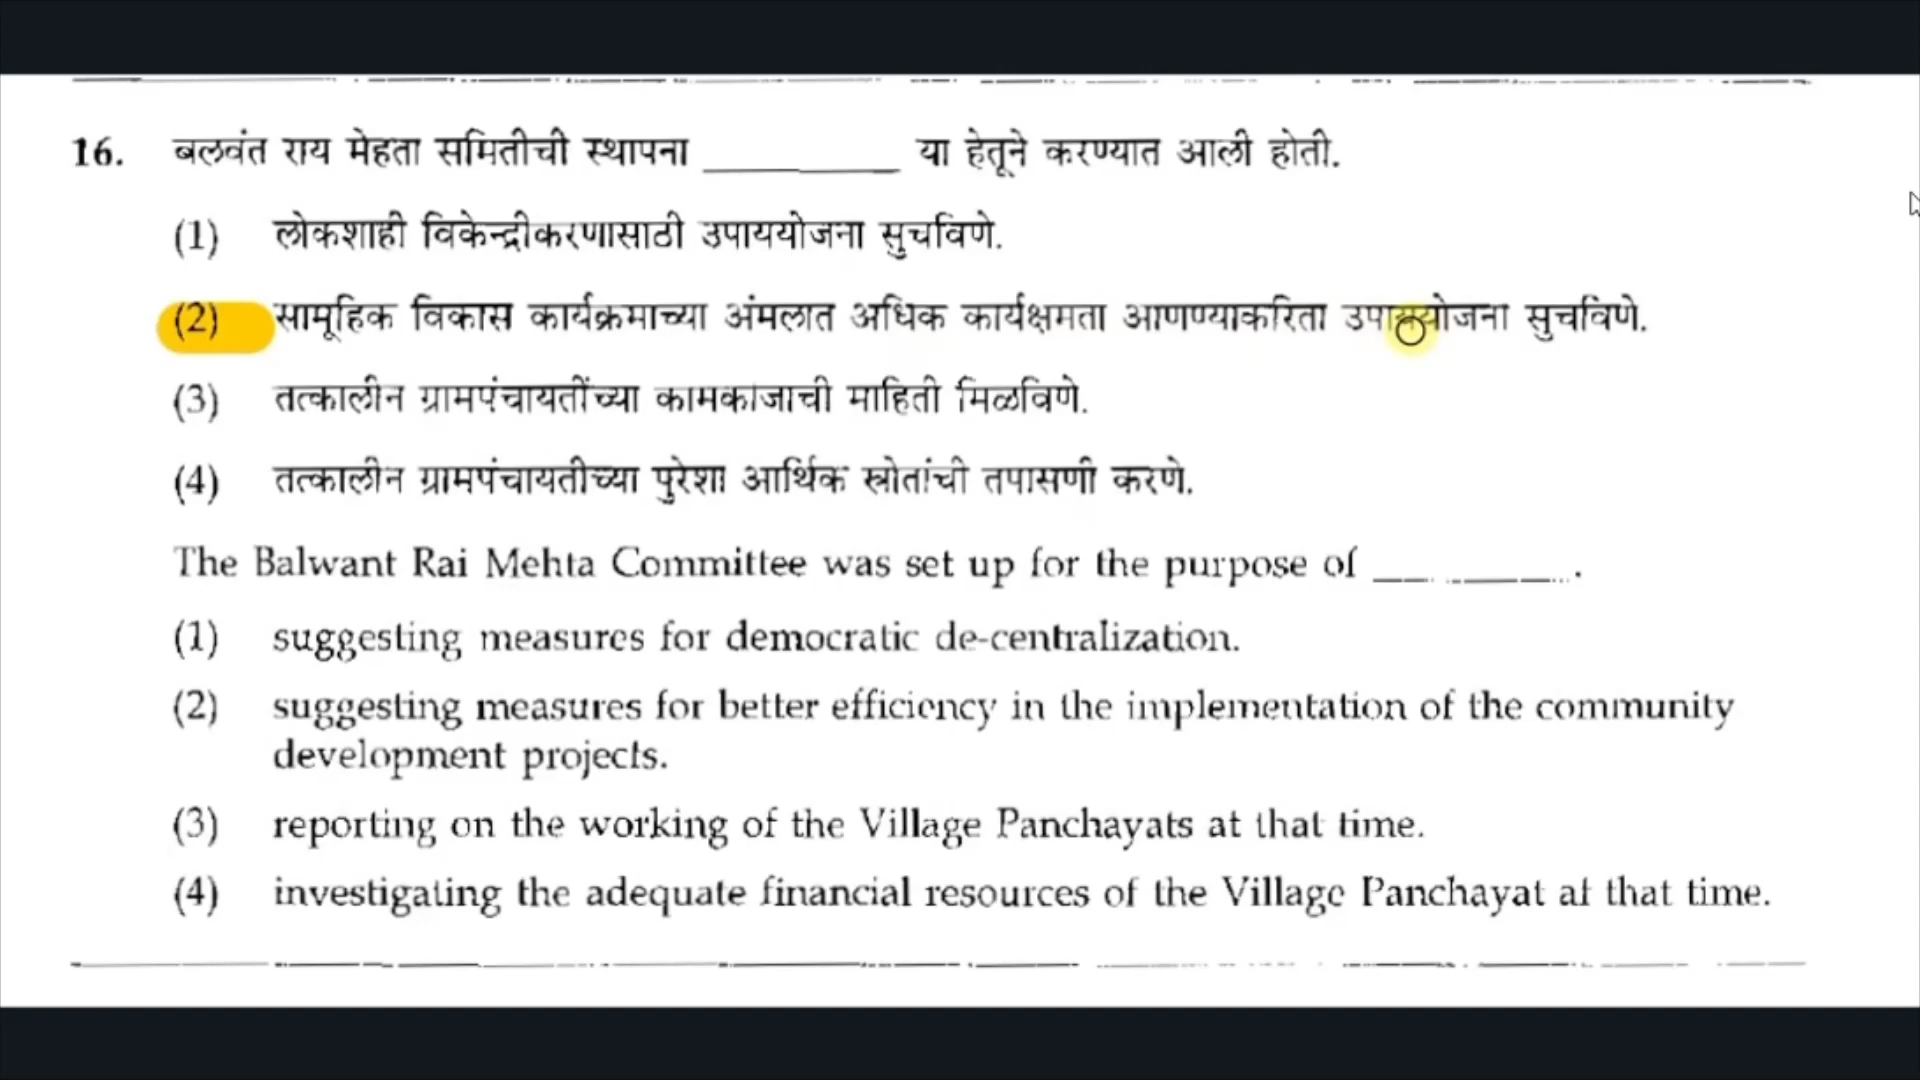 16. बलवंत राय मेहता समितीची स्थापना __________ या हेतूने करण्यात आली होती.
(1) लोकशाही विकेन्द्रीकरणासाठी उपाययोजना सुचविणे.
(2) सामूहिक विकास कार्यक्रमाच्या अंमलात अधिक कार्यक्षमता आणण्याकरिता उपाययोजना सुचविणे.
(3) तत्कालीन ग्रामपंचायतींच्या कामकाजाची माहिती मिळविणे.
(4) तत्कालीन ग्रामपंचायतीच्या पुरेशा आर्थिक स्त्रोतांची तपासणी करणे.
The Balwant Rai Mehta Committee was set up for the purpose of __________.
(1) suggesting measures for democratic de-centralization.
(2) suggesting measures for better efficiency in the implementation of the community
development projects.
(3) reporting on the working of the Village Panchayats at that time.
(4) investigating the adequate financial resources of the Village Panchayat at that time.